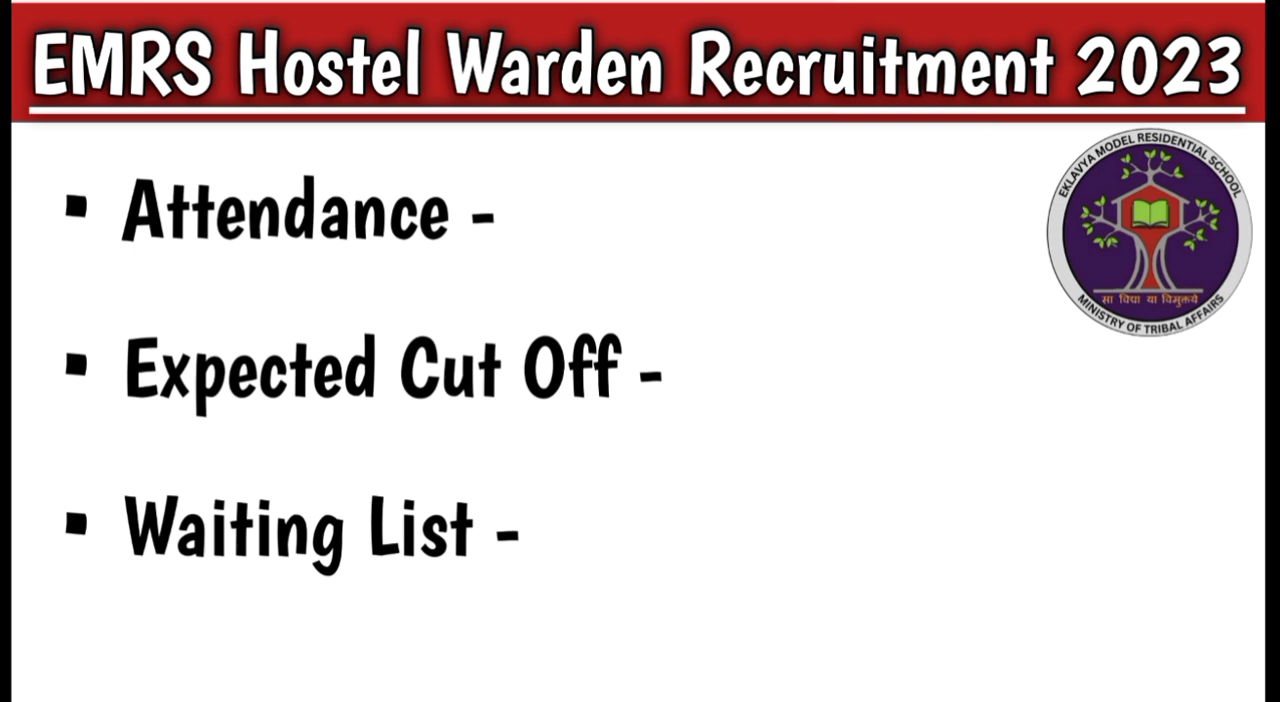 EMRS Hostel Warden Recruitment 2023
EKLAVYA MODEL RESIDENTIAL SCHOOL
▪ Attendance -
सा विद्या या विमुक्तये
MINISTRY OF TRIBAL AFFAIRS
▪ Expected Cut Off -
▪ Waiting List -